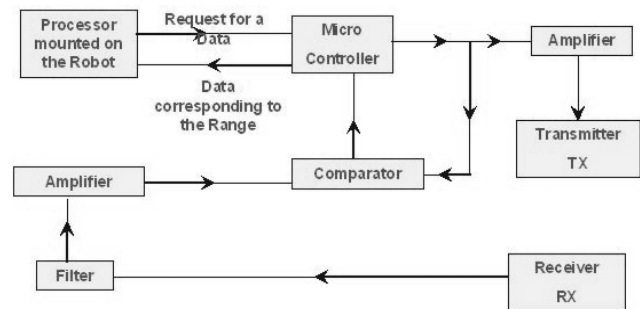 Processor
mounted on
the Robot
Request for a
Data
Data
corresponding to
the Range
Micro
Controller
Amplifier
Transmitter
TX
Amplifier
Comparator
Filter
Receiver
RX